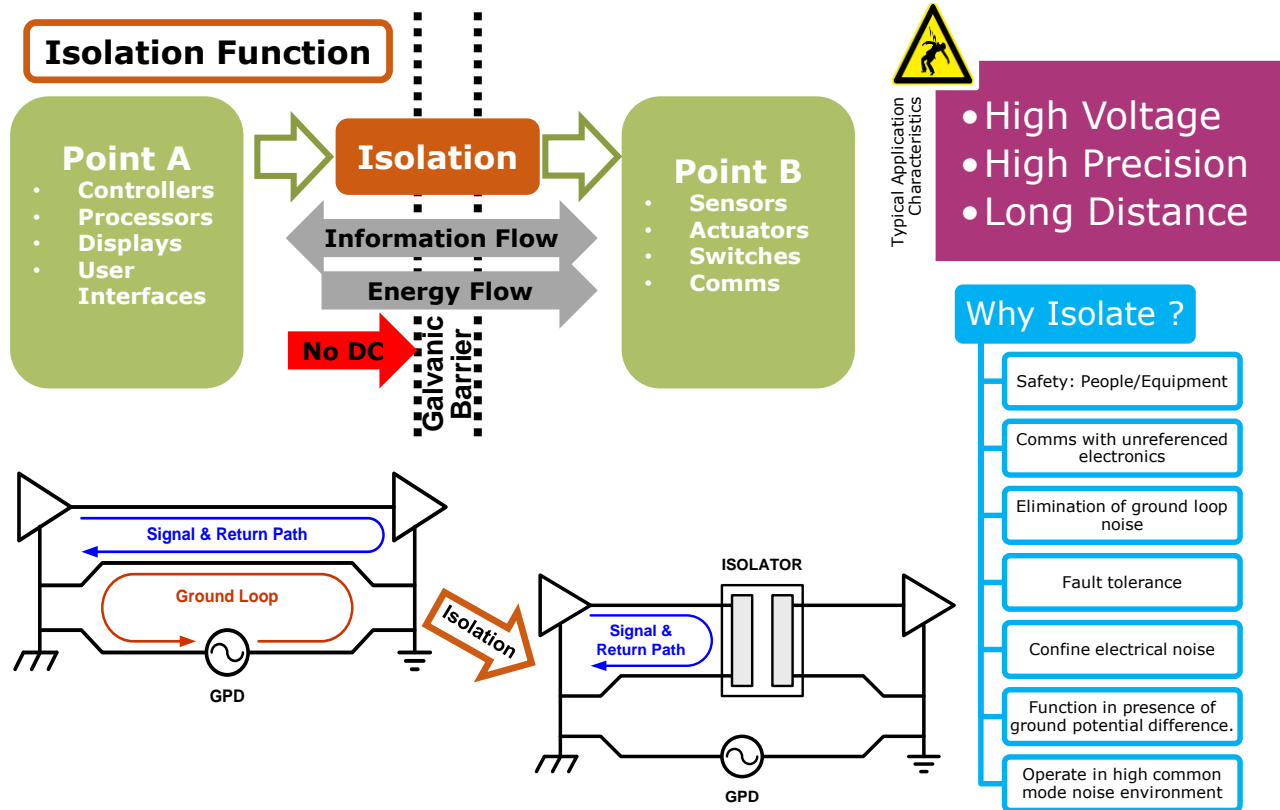 Isolation Function
Point A
• Controllers
• Processors
• Displays
• User
Interfaces
Isolation
Information Flow
Energy Flow
No DC
Galvanic
Barrier
Point B
• Sensors
• Actuators
• Switches
• Comms
Typical Application
Characteristics
•High Voltage
•High Precision
•Long Distance
Why Isolate ?
Safety: People/Equipment
Comms with unreferenced
electronics
Elimination of ground loop
noise
Fault tolerance
Confine electrical noise
Function in presence of
ground potential difference.
Operate in high common
mode noise environment
Signal & Return Path
Ground Loop
GPD
Isolation
ISOLATOR
Signal &
Return Path
GPD